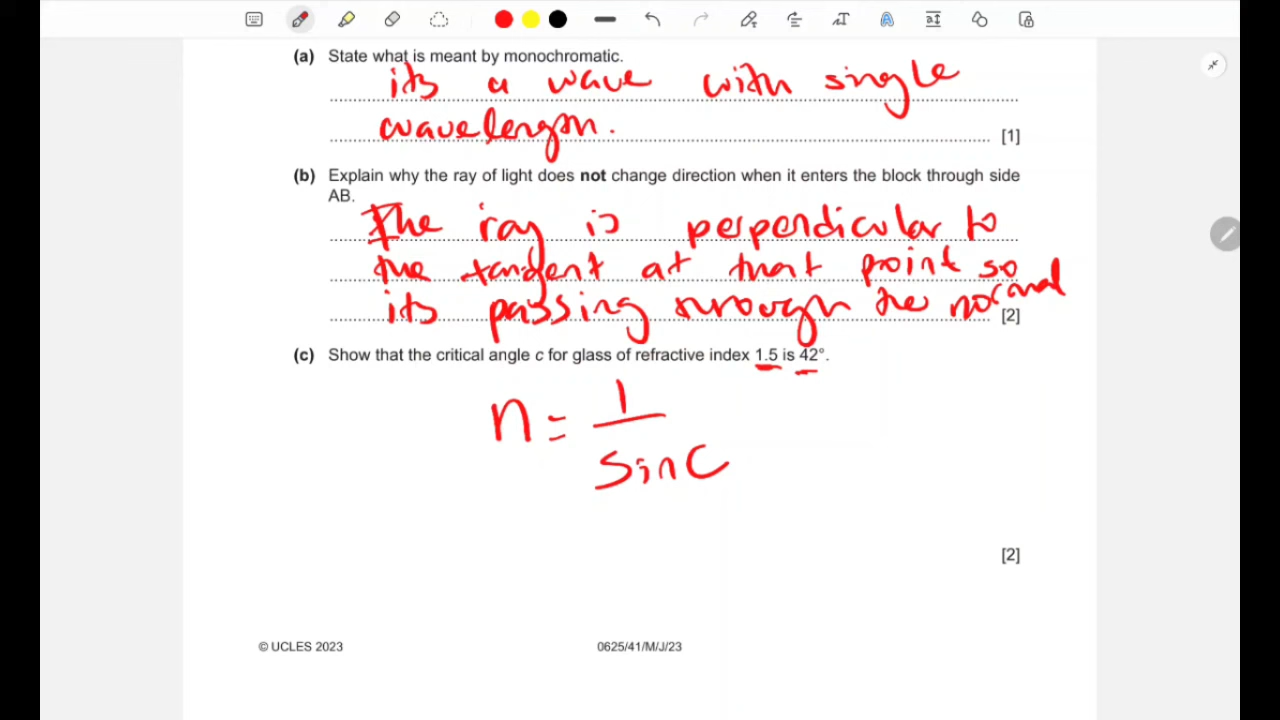 (a) State what is meant by monochromatic.
its a wave with single
wavelength.
[1]
(b) Explain why the ray of light does not change direction when it enters the block through side
AB.
The ray is perpendicular to
the tangent at that point so
its passing through the normal
[2]
(c) Show that the critical angle c for glass of refractive index 1.5 is 42°.
n = 1
sin C
[2]
© UCLES 2023 0625/41/M/J/23